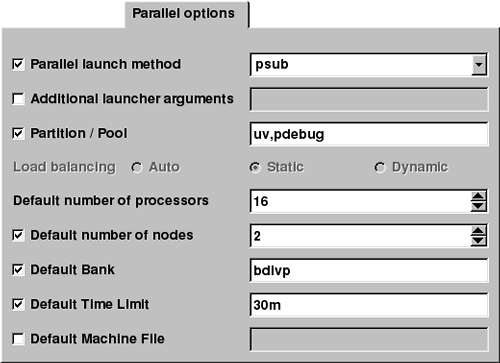 Parallel options
Parallel launch method psub
Additional launcher arguments
Partition / Pool uv,pdebug
Load balancing Auto Static Dynamic
Default number of processors 16
Default number of nodes 2
Default Bank bdivp
Default Time Limit 30m
Default Machine File